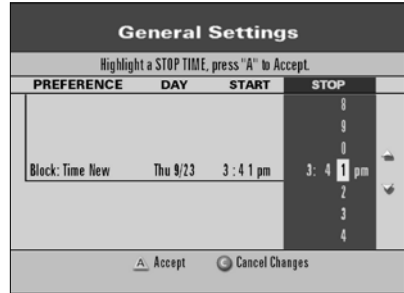 General Settings
Highlight a STOP TIME, press "A" to Accept.
PREFERENCE DAY START STOP
8
9
0
Block: Time New Thu 9/23 3 : 4 1 pm 3: 4 1 pm
2
3
4
A Accept C Cancel Changes